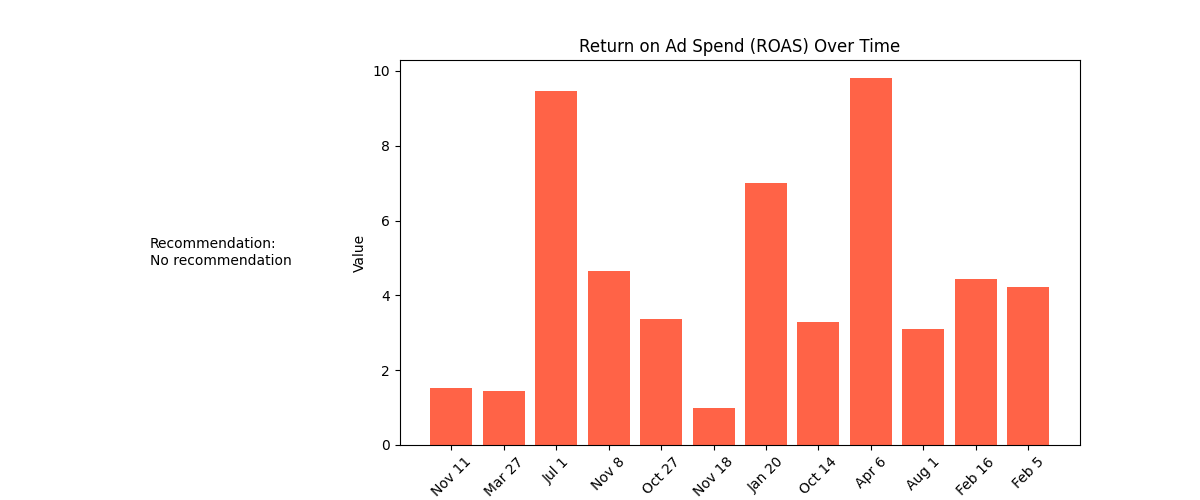 Return on Ad Spend (ROAS) Over Time
Recommendation:
No recommendation
Value
10
8
6
4
2
0
Nov 11
Mar 27
Jul 1
Nov 8
Oct 27
Nov 18
Jan 20
Oct 14
Apr 6
Aug 1
Feb 16
Feb 5